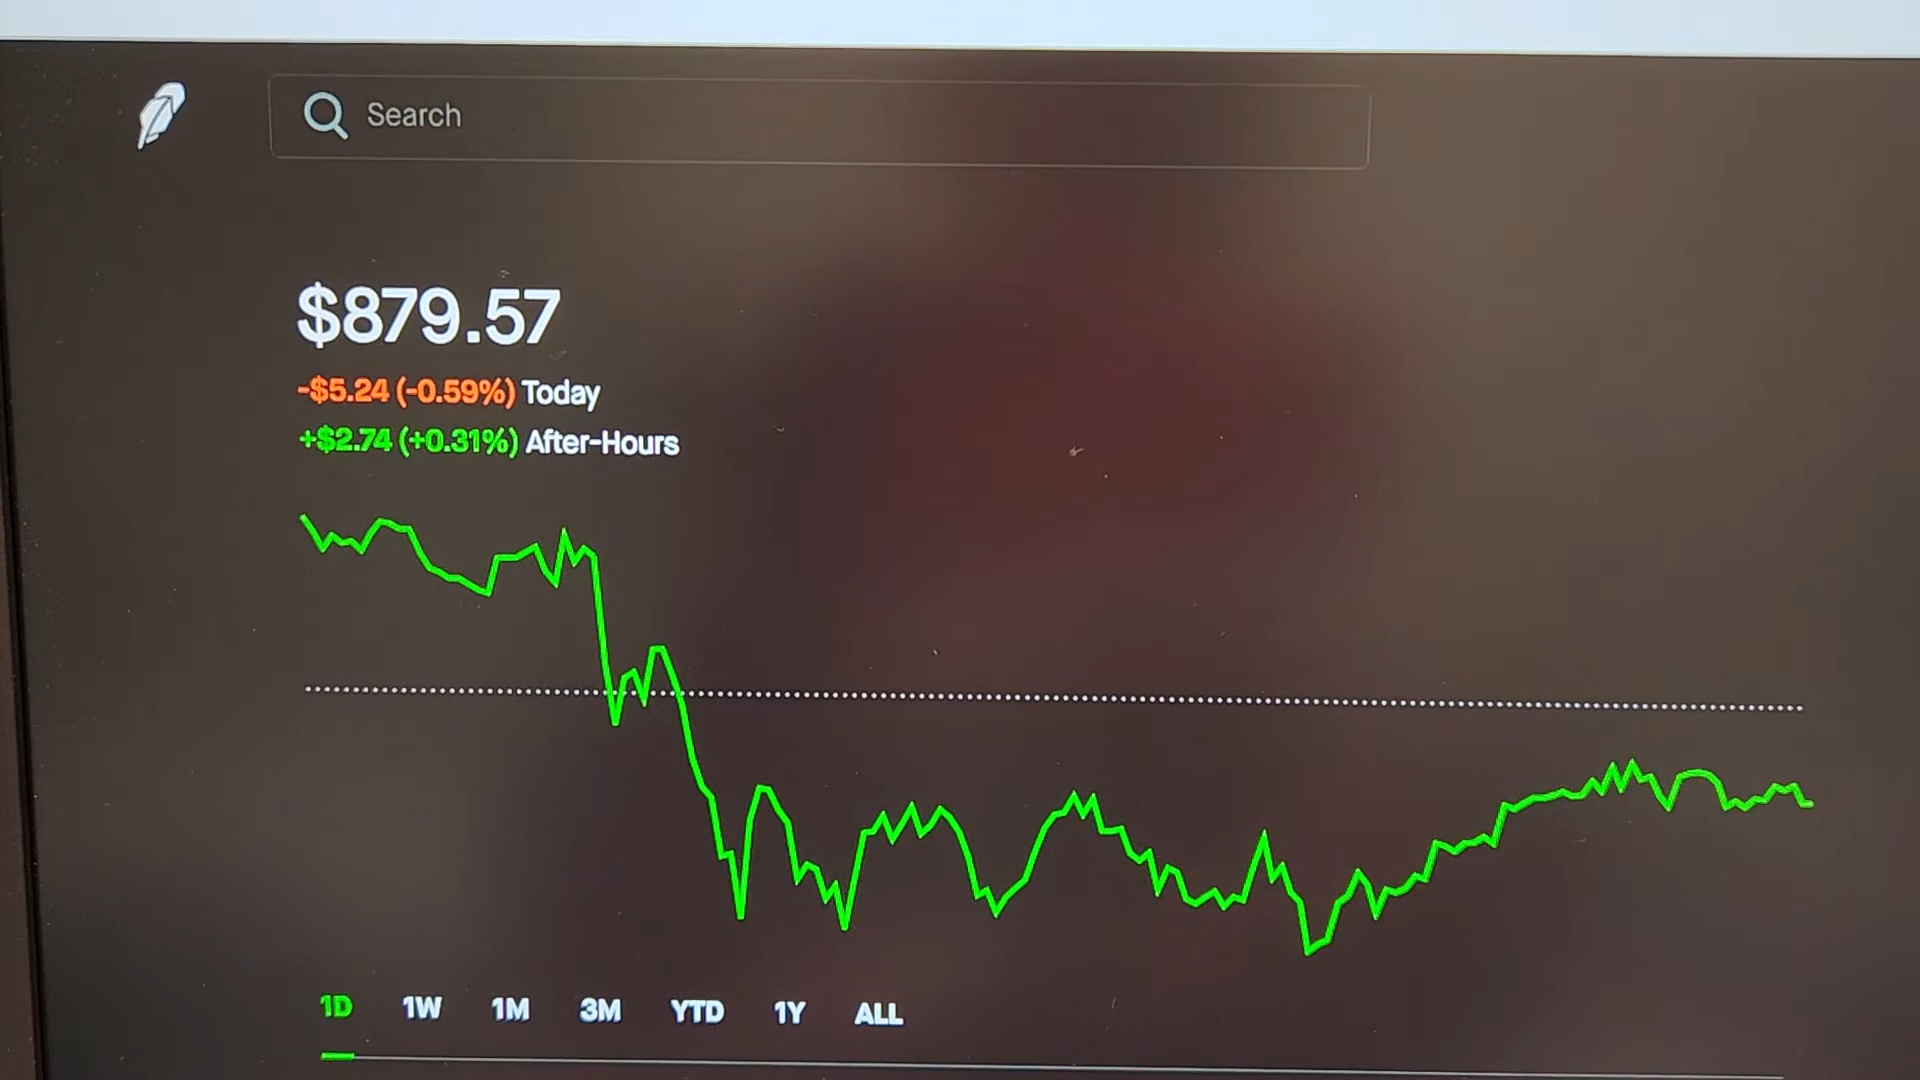 Search
$879.57
-$5.24 (-0.59%) Today
+$2.74 (+0.31%) After-Hours
1D 1W 1M 3M YTD 1Y ALL